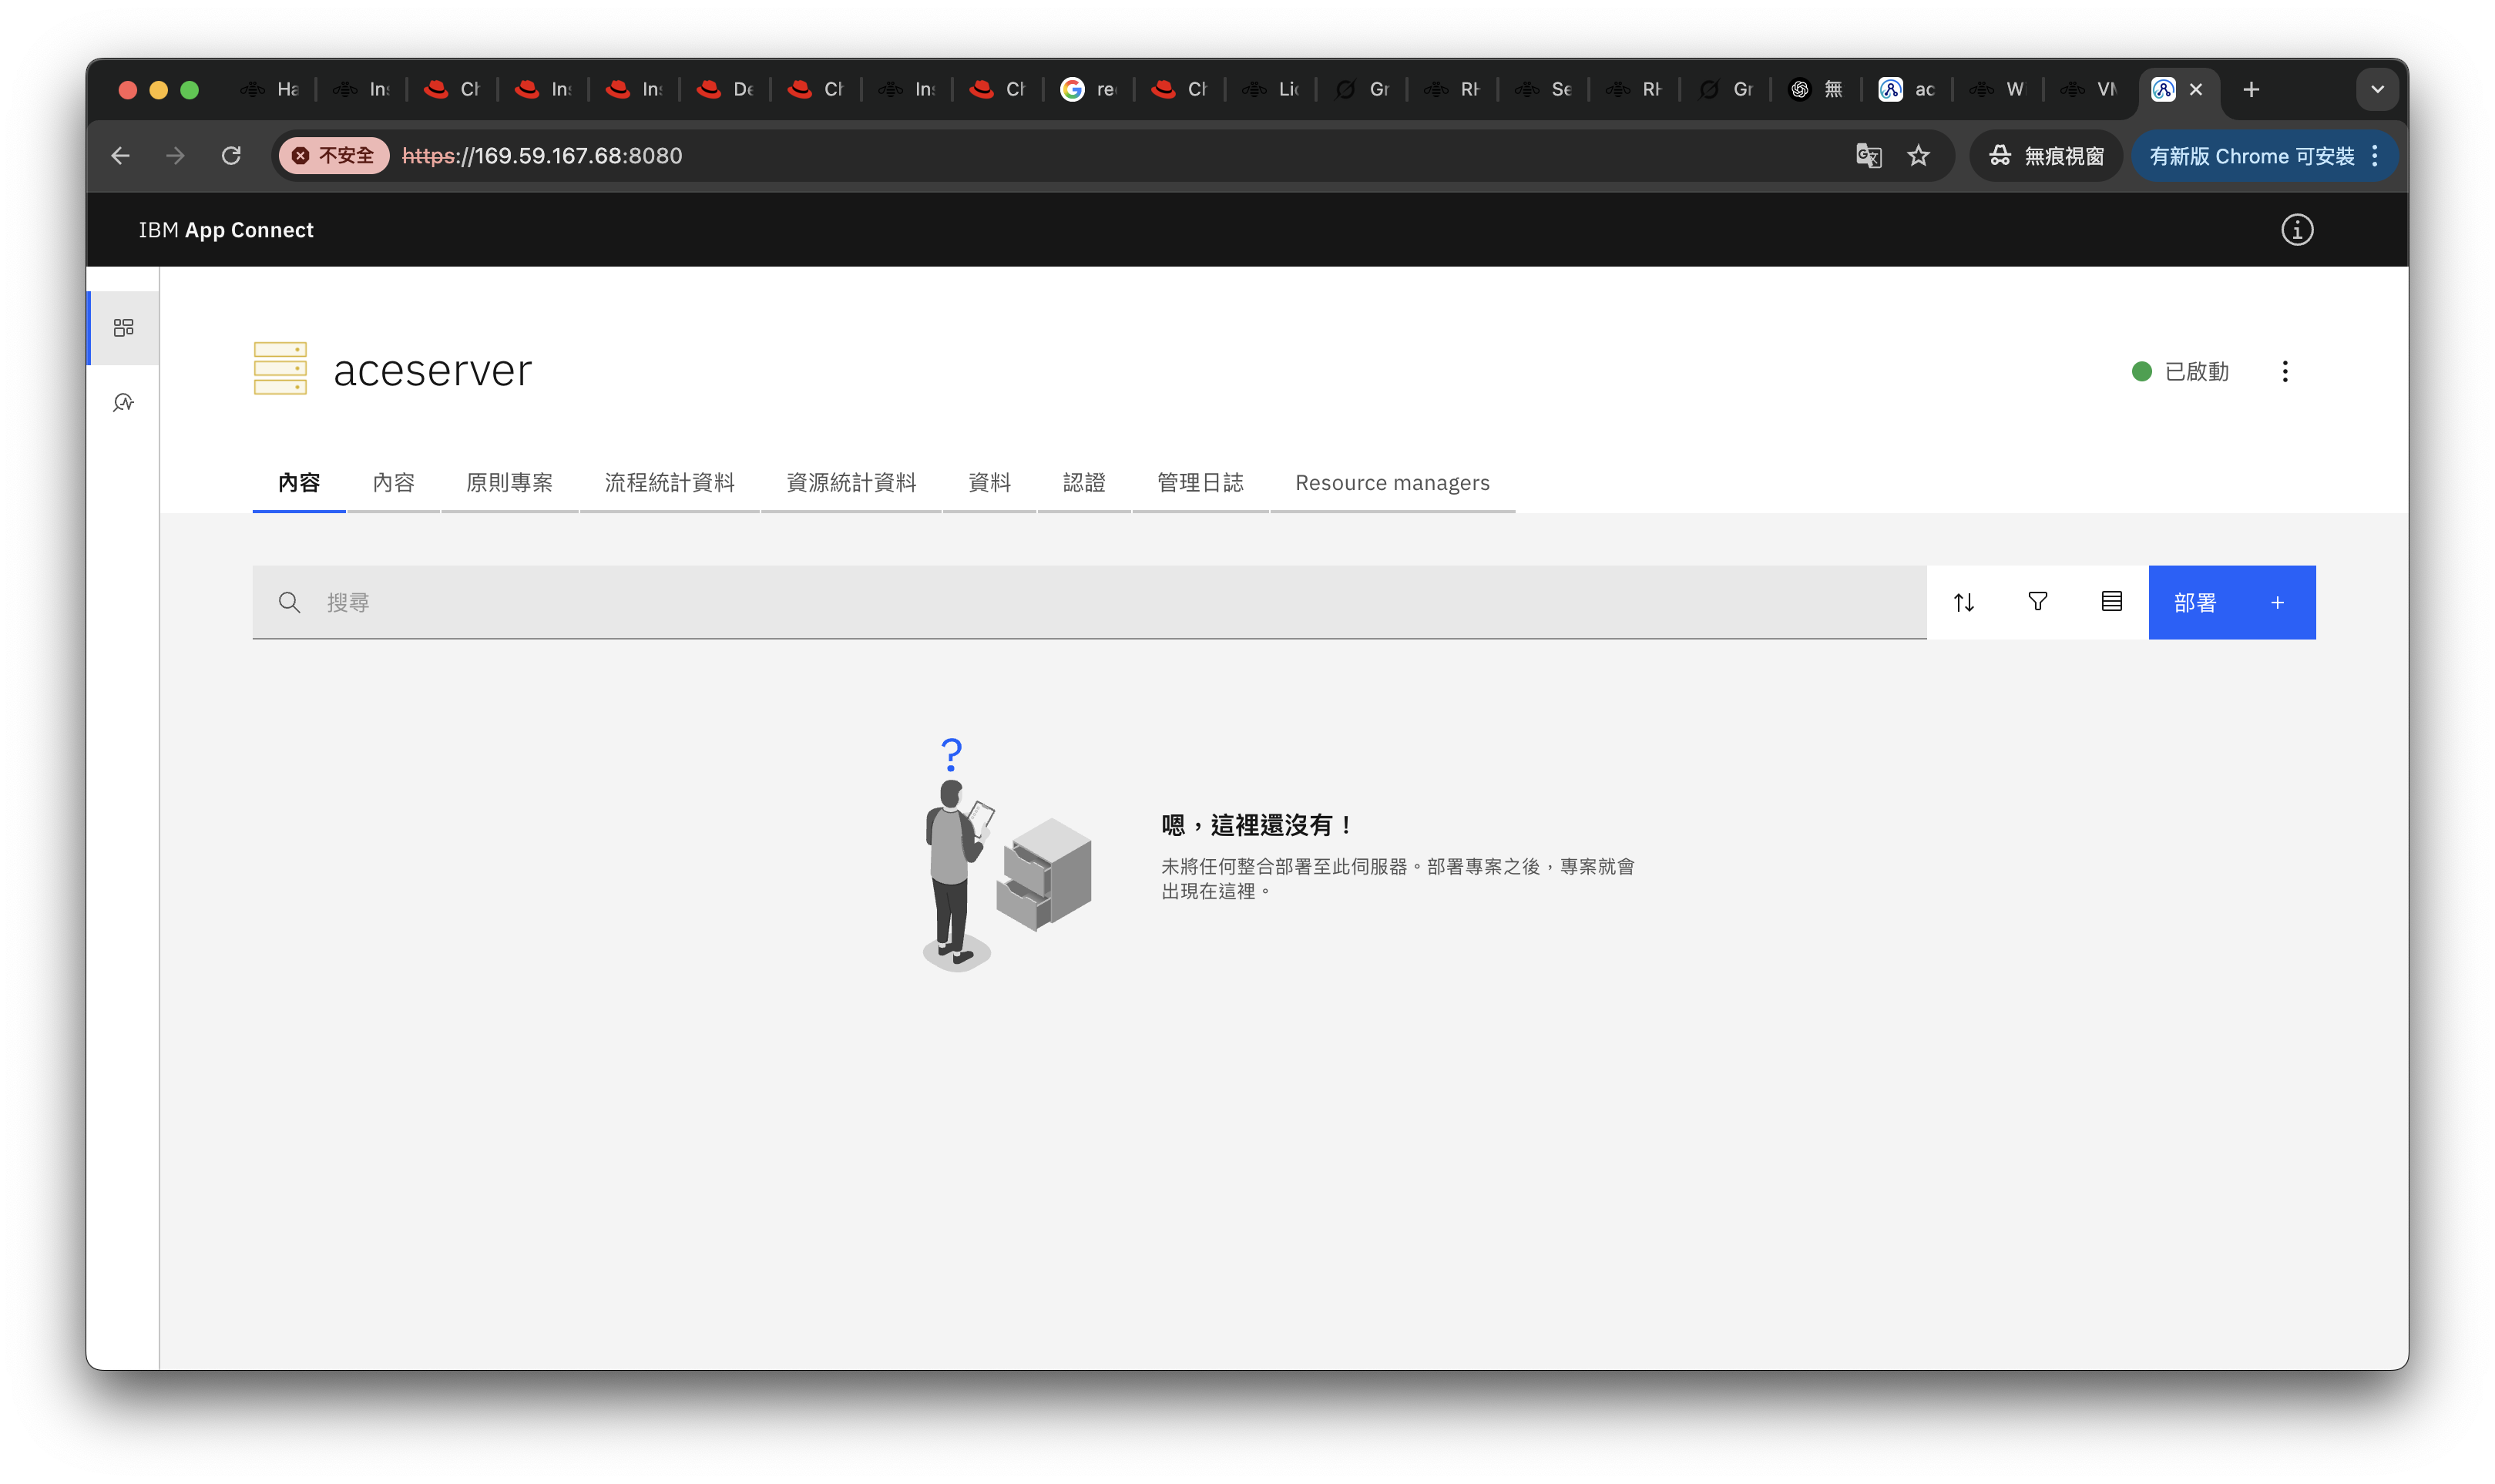 Ha In Ch In In De Ch In Ch re Ch Lic Gr RH Se RH Gr 無 ac W VM
不安全 https://169.59.167.68:8080 無痕視窗 有新版 Chrome 可安裝
IBM App Connect
aceserver 已啟動
內容 內容 原則專案 流程統計資料 資源統計資料 資料 認證 管理日誌 Resource managers
搜尋 部署 +
?
嗯，這裡還沒有！
未將任何整合部署至此伺服器。部署專案之後，專案就會
出現在這裡。